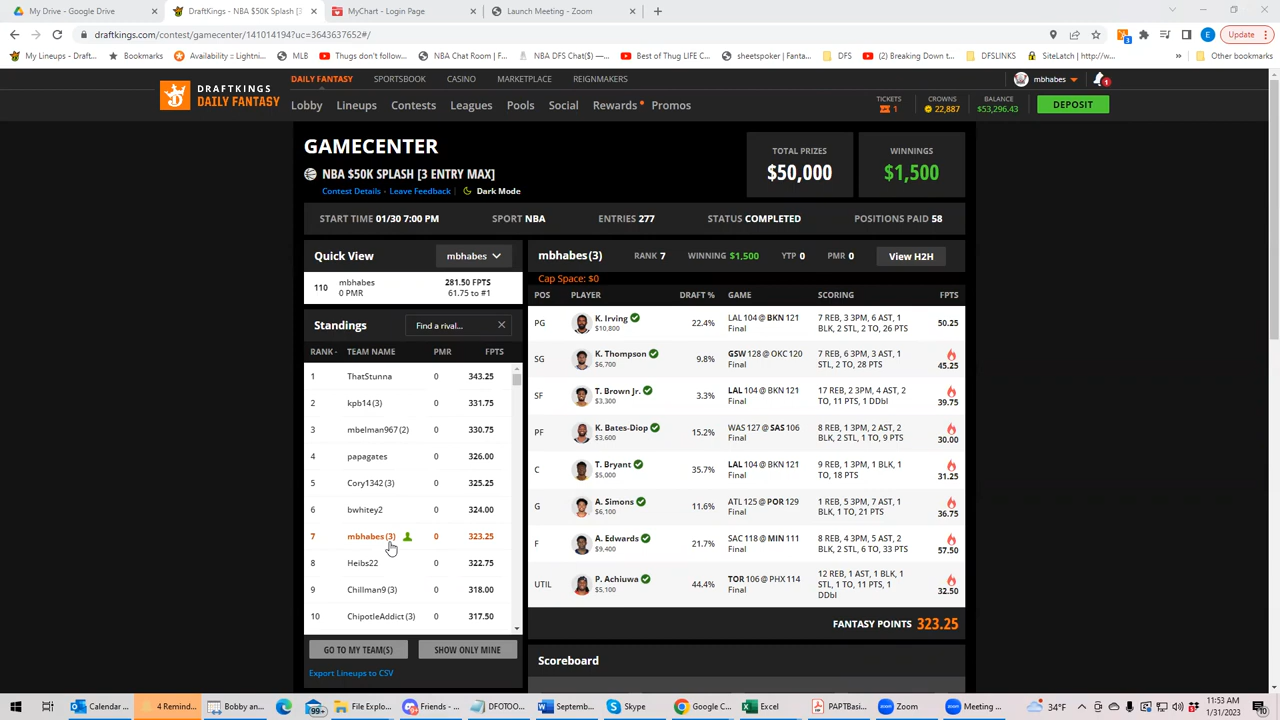 My Drive - Google Drive
DraftKings - NBA $50K Splash [3
MyChart - Login Page
Launch Meeting - Zoom
draftkings.com/contest/gamecenter/141014194?uc=3643637652#/
Update
My Lineups - Draft...
Bookmarks
Availability :: Lightni...
MLB
Thugs don't follow...
NBA Chat Room | F...
NBA DFS Chat($) -...
Best of Thug LIFE C...
sheetspoker | Poker...
DFS
(2) Breaking Down t...
DFSLINKS
SiteLatch | http://w...
»
Other bookmarks
DRAFTKINGS
DAILY FANTASY
DAILY FANTASY SPORTSBOOK CASINO MARKETPLACE REIGNMAKERS
mbhabes
1
Lobby Lineups Contests Leagues Pools Social Rewards Promos
TICKETS
1
CROWNS
22,887
BALANCE
$53,296.43
DEPOSIT
GAMECENTER
NBA $50K SPLASH [3 ENTRY MAX]
Contest Details - Leave Feedback Dark Mode
TOTAL PRIZES
$50,000
WINNINGS
$1,500
START TIME 01/30 7:00 PM SPORT NBA ENTRIES 277 STATUS COMPLETED POSITIONS PAID 58
Quick View mbhabes
110 mbhabes 281.50 FPTS
0 PMR 61.75 to #1
Standings Find a rival...
RANK TEAM NAME PMR FPTS
1 ThatStunna 0 343.25
2 kpb14 (3) 0 331.75
3 mbelman967 (2) 0 330.75
4 papagates 0 326.00
5 Cory1342 (3) 0 325.25
6 bwhitey2 0 324.00
7 mbhabes (3) 0 323.25
8 Heibs22 0 322.75
9 Chillman9 (3) 0 318.00
10 ChipotleAddict (3) 0 317.50
GO TO MY TEAM(S) SHOW ONLY MINE
Export Lineups to CSV
mbhabes (3) RANK 7 WINNING $1,500 YTP 0 PMR 0 View H2H
Cap Space: $0
POS PLAYER DRAFT % GAME SCORING FPTS
PG K. Irving $10,800 22.4% LAL 104 @ BKN 121 Final 7 REB, 3 3PM, 6 AST, 1 BLK, 2 STL, 2 TO, 26 PTS 50.25
SG K. Thompson $6,700 9.8% GSW 128 @ OKC 120 Final 7 REB, 6 3PM, 3 AST, 1 STL, 2 TO, 28 PTS 45.25
SF T. Brown Jr. $3,300 3.3% LAL 104 @ BKN 121 Final 17 REB, 2 3PM, 4 AST, 2 TO, 11 PTS, 1 DDbl 39.75
PF K. Bates-Diop $3,600 15.2% WAS 127 @ SAS 106 Final 8 REB, 1 3PM, 2 AST, 2 BLK, 2 STL, 1 TO, 9 PTS 30.00
C T. Bryant $5,000 35.7% LAL 104 @ BKN 121 Final 9 REB, 1 3PM, 1 BLK, 1 TO, 18 PTS 31.25
G A. Simons $6,100 11.6% ATL 125 @ POR 129 Final 1 REB, 5 3PM, 7 AST, 1 BLK, 1 TO, 21 PTS 36.75
F A. Edwards $9,400 21.7% SAC 118 @ MIN 111 Final 8 REB, 4 3PM, 5 AST, 2 BLK, 2 STL, 6 TO, 33 PTS 57.50
UTIL P. Achiuwa $5,100 44.4% TOR 106 @ PHX 114 Final 12 REB, 1 AST, 1 BLK, 1 STL, 1 TO, 11 PTS, 1 DDbl 32.50
FANTASY POINTS 323.25
Scoreboard
Calendar ...
4 Remind...
Bobby an...
99+
File Explo...
Friends - ...
DFOTOO...
Septemb...
Skype
Google C...
Excel
PAPTBasic...
Zoom
Meeting ...
34°F
11:53 AM
1/31/2023
10